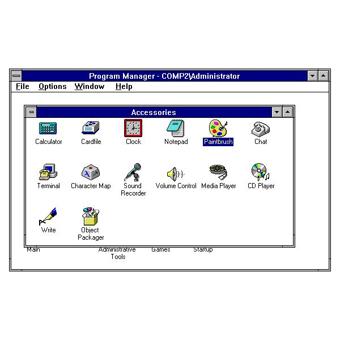 Program Manager - COMP2\Administrator
File Options Window Help
Accessories
Calculator Cardfile Clock Notepad Paintbrush Chat
Terminal Character Map Sound Recorder Volume Control Media Player CD Player
Write Object Packager
Main Administrative Tools Games Startup